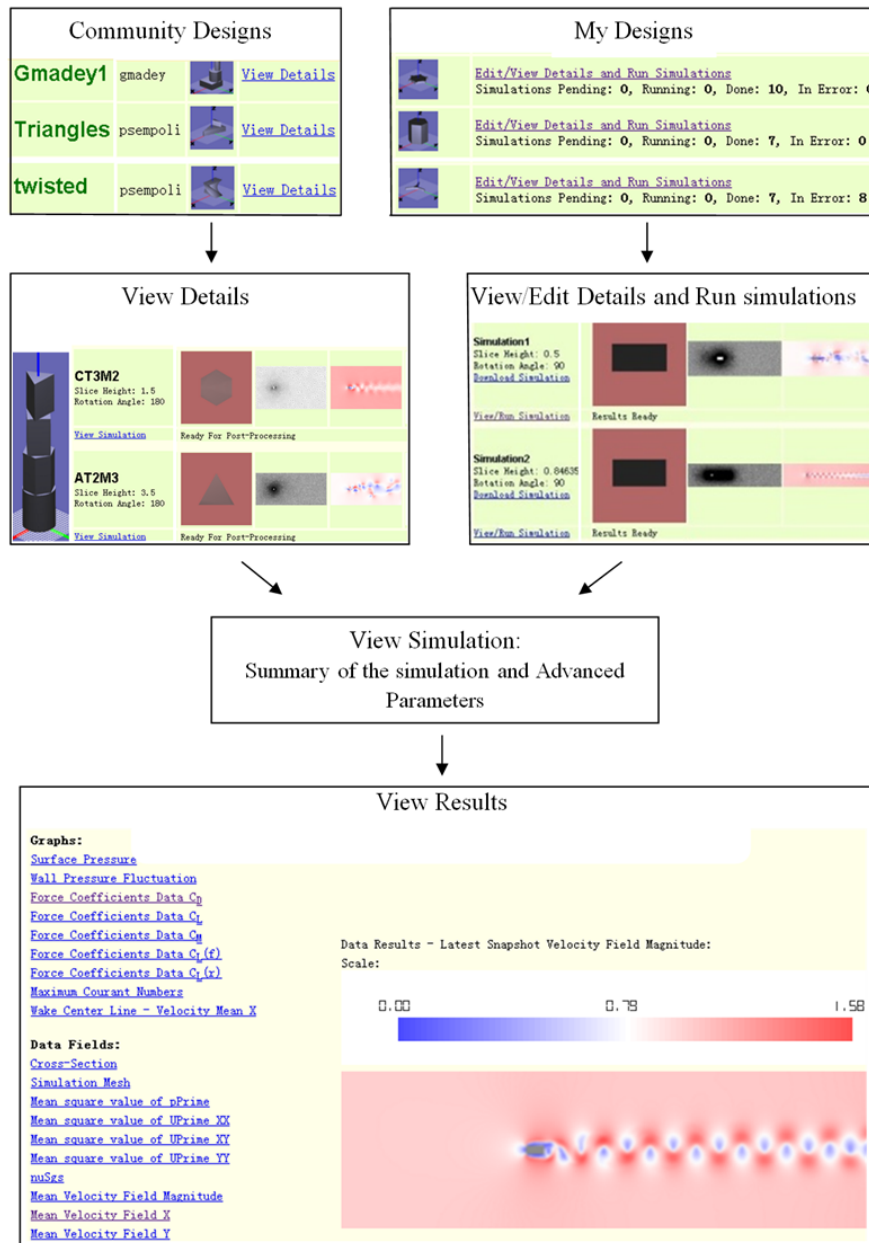 Community Designs
Gmadey1 gmadey View Details
Triangles psempoli View Details
twisted psempoli View Details
My Designs
Edit/View Details and Run Simulations
Simulations Pending: 0, Running: 0, Done: 10, In Error: 0
Edit/View Details and Run Simulations
Simulations Pending: 0, Running: 0, Done: 7, In Error: 0
Edit/View Details and Run Simulations
Simulations Pending: 0, Running: 0, Done: 7, In Error: 8
View Details
CT3M2
Slice Height: 1.5
Rotation Angle: 180
View Simulation Ready For Post-Processing
AT2M3
Slice Height: 3.5
Rotation Angle: 180
View Simulation Ready For Post-Processing
View/Edit Details and Run simulations
Simulation1
Slice Height: 0.5
Rotation Angle: 90
Download Simulation
View/Run Simulation Results Ready
Simulation2
Slice Height: 0.84635
Rotation Angle: 90
Download Simulation
View/Run Simulation Results Ready
View Simulation:
Summary of the simulation and Advanced
Parameters
View Results
Graphs:
Surface Pressure
Wall Pressure Fluctuation
Force Coefficients Data CD
Force Coefficients Data CL
Force Coefficients Data CM
Force Coefficients Data CL(f)
Force Coefficients Data CL(r)
Maximum Courant Numbers
Wake Center Line - Velocity Mean X
Data Fields:
Cross-Section
Simulation Mesh
Mean square value of pPrime
Mean square value of UPrime XX
Mean square value of UPrime XY
Mean square value of UPrime YY
nuSgs
Mean Velocity Field Magnitude
Mean Velocity Field X
Mean Velocity Field Y
Data Results - Latest Snapshot Velocity Field Magnitude:
Scale:
0.00 0.79 1.58